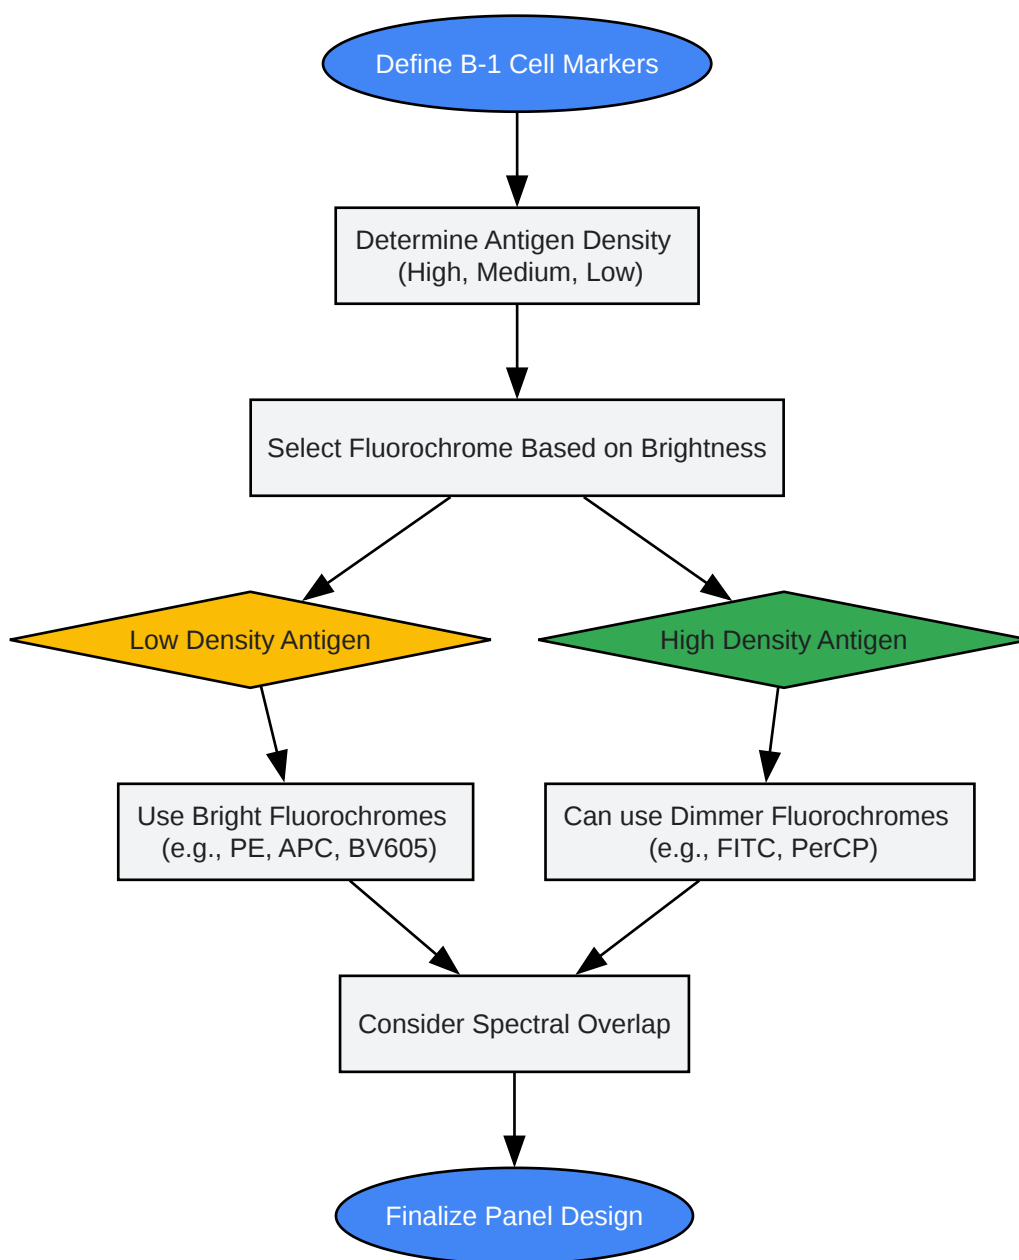 Define B-1 Cell Markers
Determine Antigen Density
(High, Medium, Low)
Select Fluorochrome Based on Brightness
Low Density Antigen
High Density Antigen
Use Bright Fluorochromes
(e.g., PE, APC, BV605)
Can use Dimmer Fluorochromes
(e.g., FITC, PerCP)
Consider Spectral Overlap
Finalize Panel Design